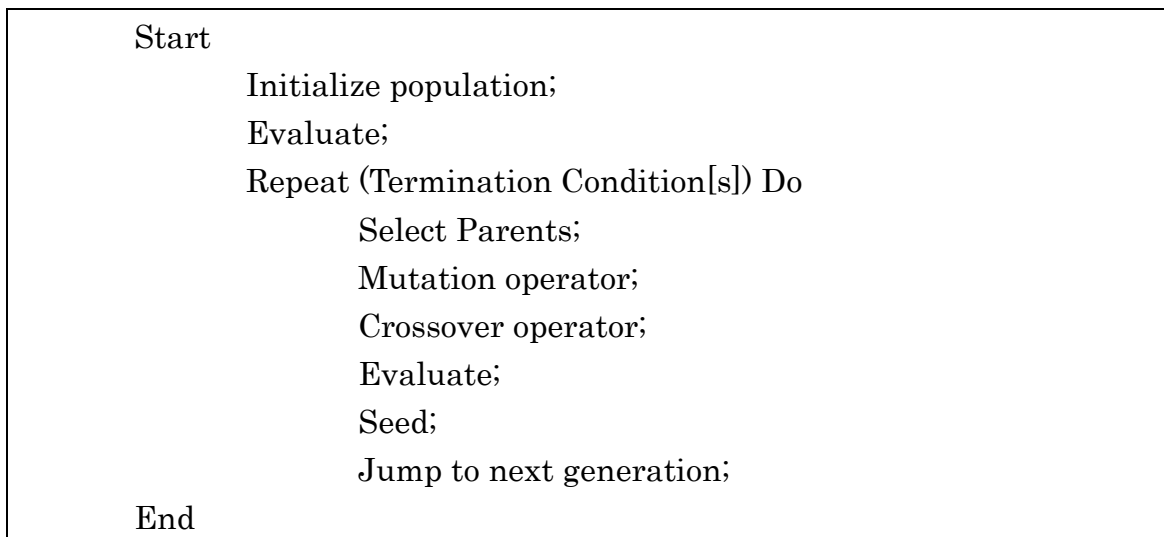 Start
Initialize population;
Evaluate;
Repeat (Termination Condition[s]) Do
Select Parents;
Mutation operator;
Crossover operator;
Evaluate;
Seed;
Jump to next generation;
End